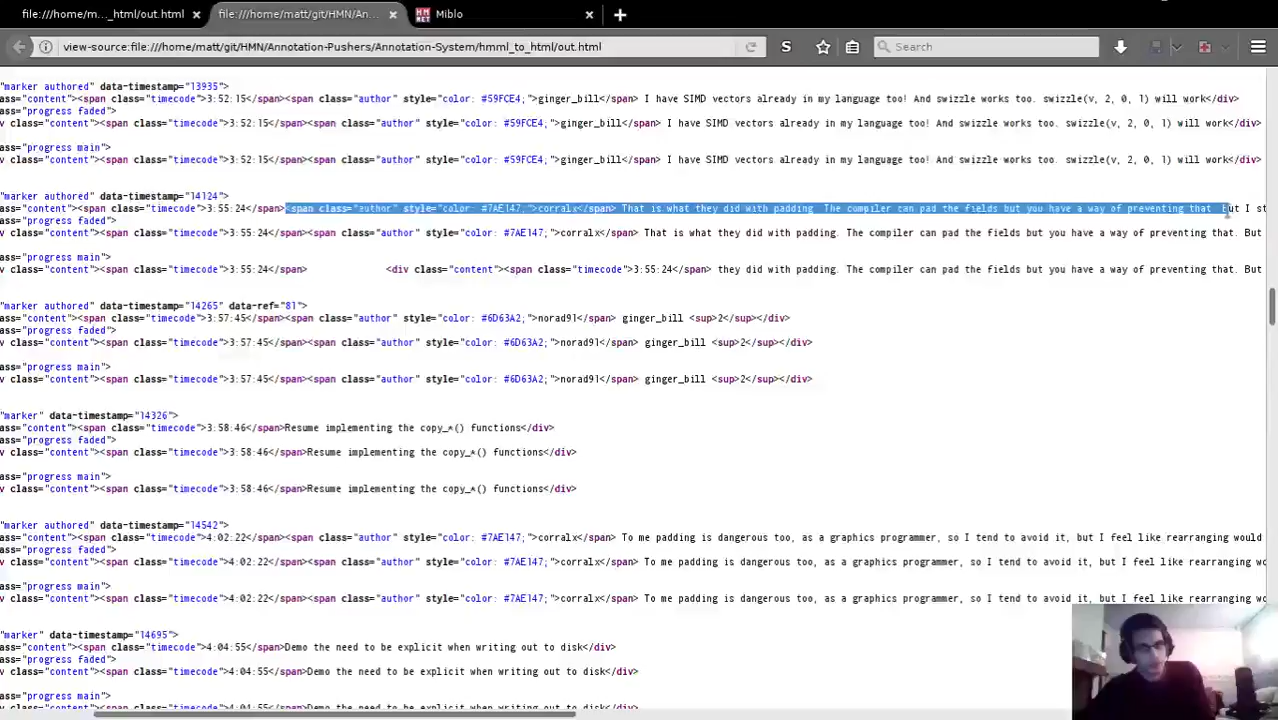 file:///home/m..._html/out.html
file:///home/matt/git/HMN/An...
HM
NET
Miblo
view-source:file:///home/matt/git/HMN/Annotation-Pushers/Annotation-System/hmml_to_html/out.html
S
Search
"marker authored" data-timestamp="13935">
ass="content"><span class="timecode">3:52:15</span><span class="author" style="color: #59FCE4;">ginger_bill</span> I have SIMD vectors already in my language too! And swizzle works too. swizzle(v, 2, 0, 1) will work</div>
"progress faded">
v class="content"><span class="timecode">3:52:15</span><span class="author" style="color: #59FCE4;">ginger_bill</span> I have SIMD vectors already in my language too! And swizzle works too. swizzle(v, 2, 0, 1) will work</div>
"progress main">
v class="content"><span class="timecode">3:52:15</span><span class="author" style="color: #59FCE4;">ginger_bill</span> I have SIMD vectors already in my language too! And swizzle works too. swizzle(v, 2, 0, 1) will work</div>
"marker authored" data-timestamp="14124">
ass="content"><span class="timecode">3:55:24</span><span class="author" style="color: #7AE147;">corralx</span> That is what they did with padding. The compiler can pad the fields but you have a way of preventing that. But I st
"progress faded">
v class="content"><span class="timecode">3:55:24</span><span class="author" style="color: #7AE147;">corralx</span> That is what they did with padding. The compiler can pad the fields but you have a way of preventing that. But
"progress main">
v class="content"><span class="timecode">3:55:24</span> <div class="content"><span class="timecode">3:55:24</span> they did with padding. The compiler can pad the fields but you have a way of preventing that. But
"marker authored" data-timestamp="14265" data-ref="81">
ass="content"><span class="timecode">3:57:45</span><span class="author" style="color: #6D63A2;">norad91</span> ginger_bill <sup>2</sup></div>
"progress faded">
v class="content"><span class="timecode">3:57:45</span><span class="author" style="color: #6D63A2;">norad91</span> ginger_bill <sup>2</sup></div>
"progress main">
v class="content"><span class="timecode">3:57:45</span><span class="author" style="color: #6D63A2;">norad91</span> ginger_bill <sup>2</sup></div>
"marker" data-timestamp="14326">
ass="content"><span class="timecode">3:58:46</span>Resume implementing the copy_*() functions</div>
"progress faded">
v class="content"><span class="timecode">3:58:46</span>Resume implementing the copy_*() functions</div>
"progress main">
v class="content"><span class="timecode">3:58:46</span>Resume implementing the copy_*() functions</div>
"marker authored" data-timestamp="14542">
ass="content"><span class="timecode">4:02:22</span><span class="author" style="color: #7AE147;">corralx</span> To me padding is dangerous too, as a graphics programmer, so I tend to avoid it, but I feel like rearranging would
"progress faded">
v class="content"><span class="timecode">4:02:22</span><span class="author" style="color: #7AE147;">corralx</span> To me padding is dangerous too, as a graphics programmer, so I tend to avoid it, but I feel like rearranging wo
"progress main">
v class="content"><span class="timecode">4:02:22</span><span class="author" style="color: #7AE147;">corralx</span> To me padding is dangerous too, as a graphics programmer, so I tend to avoid it, but I feel like rearranging wo
"marker" data-timestamp="14695">
ass="content"><span class="timecode">4:04:55</span>Demo the need to be explicit when writing out to disk</div>
"progress faded">
v class="content"><span class="timecode">4:04:55</span>Demo the need to be explicit when writing out to disk</div>
"progress main">
v class="content"><span class="timecode">4:04:55</span>Demo the need to be explicit when writing out to disk</div>